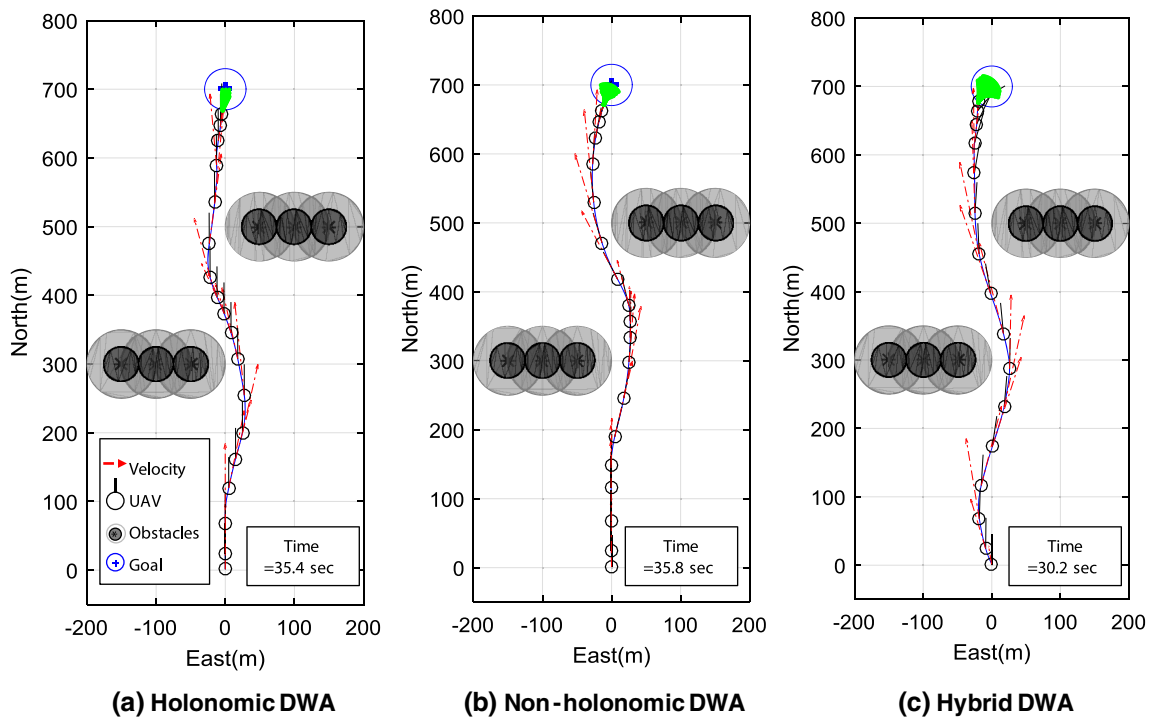 800
700
600
500
400
300
200
100
0
North(m)
-200
-100
0
100
200
East(m)
Velocity
UAV
Obstacles
Goal
Time
=35.4 sec
(a) Holonomic DWA
800
700
600
500
400
300
200
100
0
North(m)
-200
-100
0
100
200
East(m)
Time
=35.8 sec
(b) Non-holonomic DWA
800
700
600
500
400
300
200
100
0
North(m)
-200
-100
0
100
200
East(m)
Time
=30.2 sec
(c) Hybrid DWA